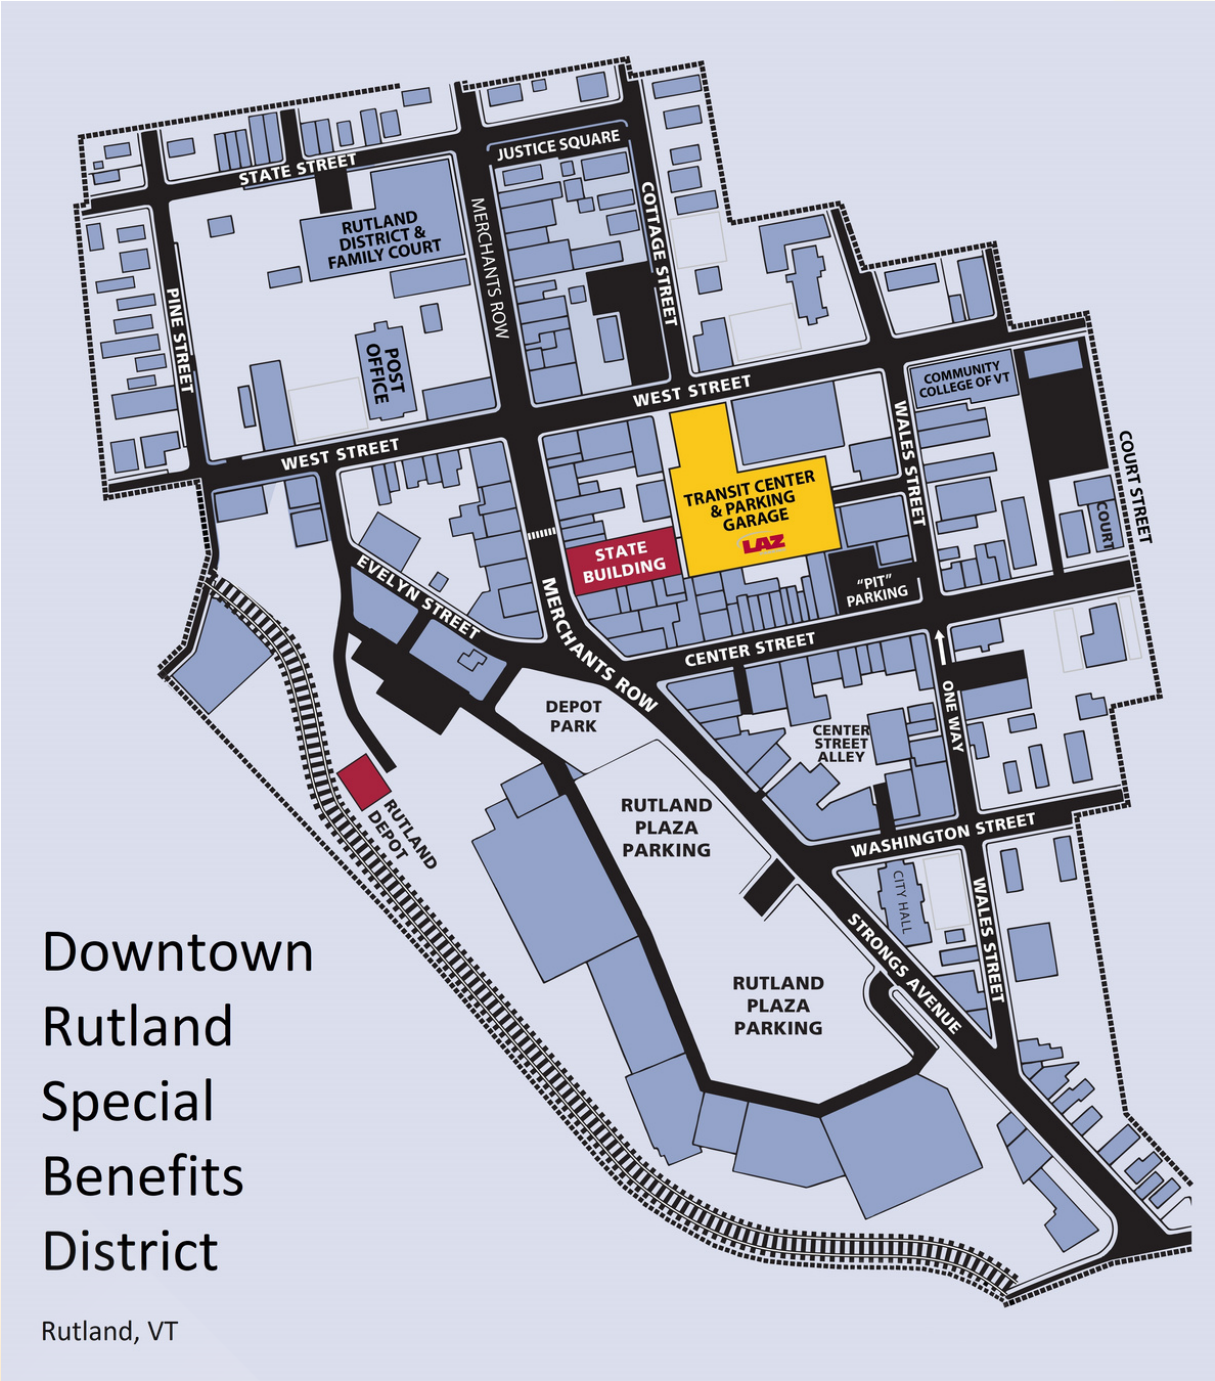 JUSTICE SQUARE
STATE STREET
COTTAGE STREET
MERCHANTS ROW
RUTLAND
DISTRICT &
FAMILY COURT
PINE STREET
POST
OFFICE
WEST STREET
COMMUNITY
COLLEGE OF VT
WALES STREET
COURT STREET
WEST STREET
TRANSIT CENTER
& PARKING
GARAGE
LAZ
COURT
STATE
BUILDING
"PIT"
PARKING
EVELYN STREET
MERCHANTS ROW
CENTER STREET
ONE WAY
DEPOT
PARK
CENTER
STREET
ALLEY
RUTLAND
DEPOT
RUTLAND
PLAZA
PARKING
WASHINGTON STREET
CITY HALL
WALES STREET
STRONGS AVENUE
RUTLAND
PLAZA
PARKING
Downtown
Rutland
Special
Benefits
District
Rutland, VT